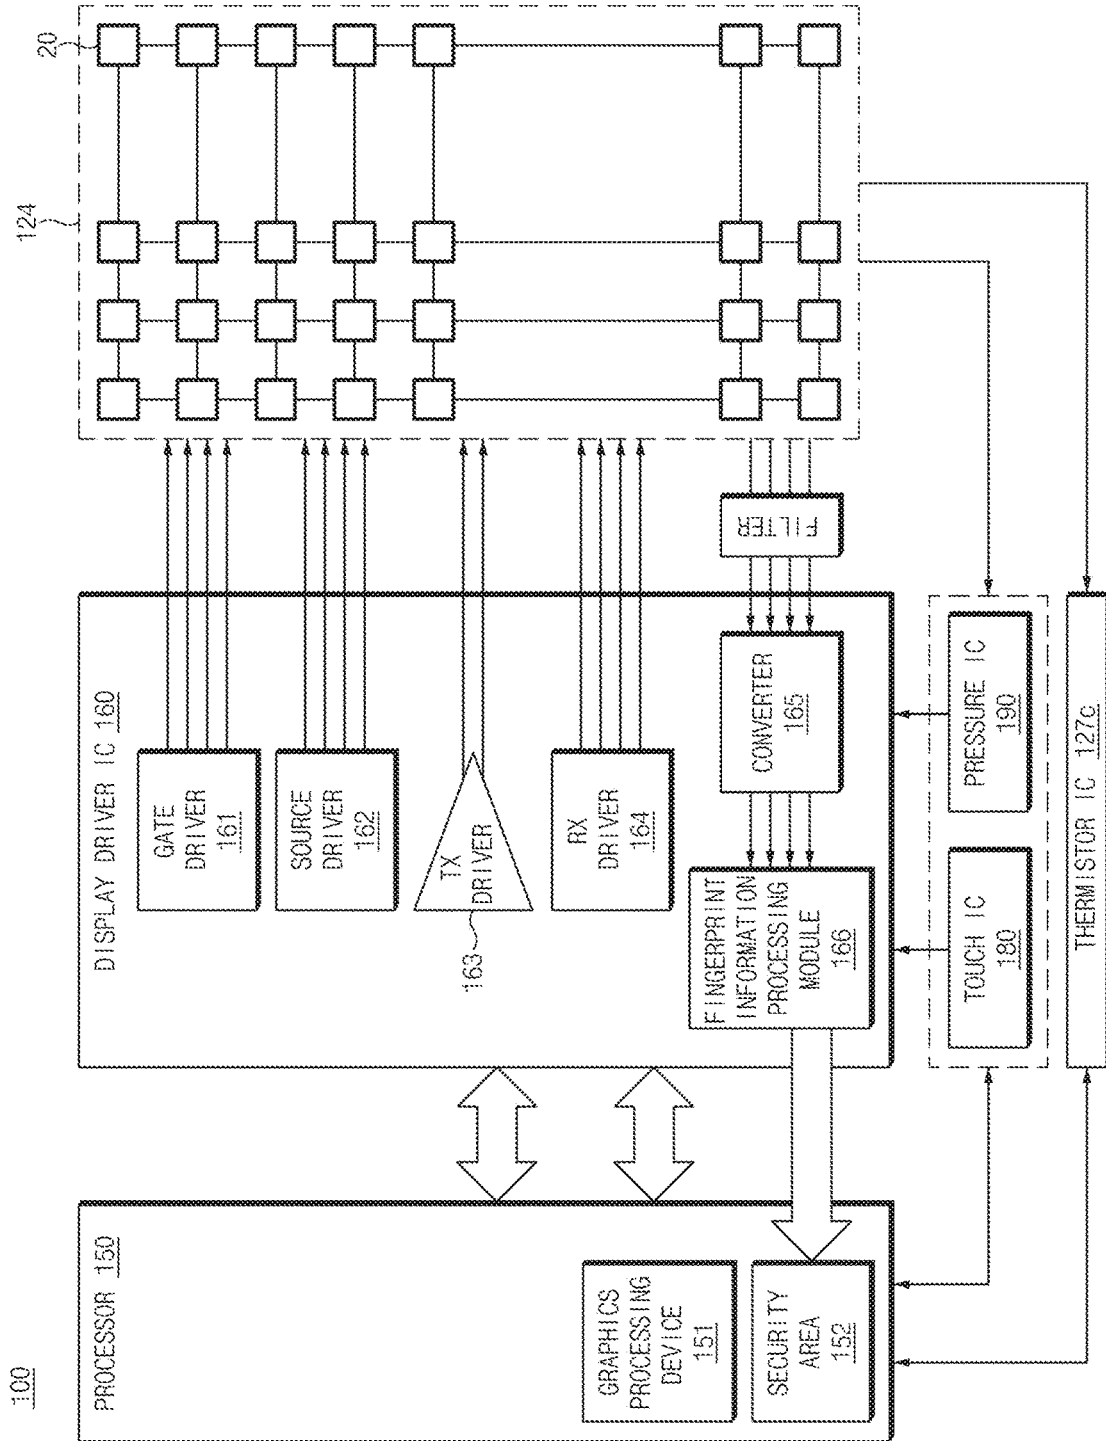 100
PROCESSOR 150
GRAPHICS
PROCESSING
DEVICE
151
SECURITY
AREA
152
DISPLAY DRIVER IC 160
GATE
DRIVER
161
SOURCE
DRIVER
162
TX
DRIVER
163
RX
DRIVER
164
FINGERPRINT
INFORMATION
PROCESSING
MODULE
166
CONVERTER
165
FILTER
124
20
TOUCH IC
180
PRESSURE IC
190
THERMISTOR IC 127c